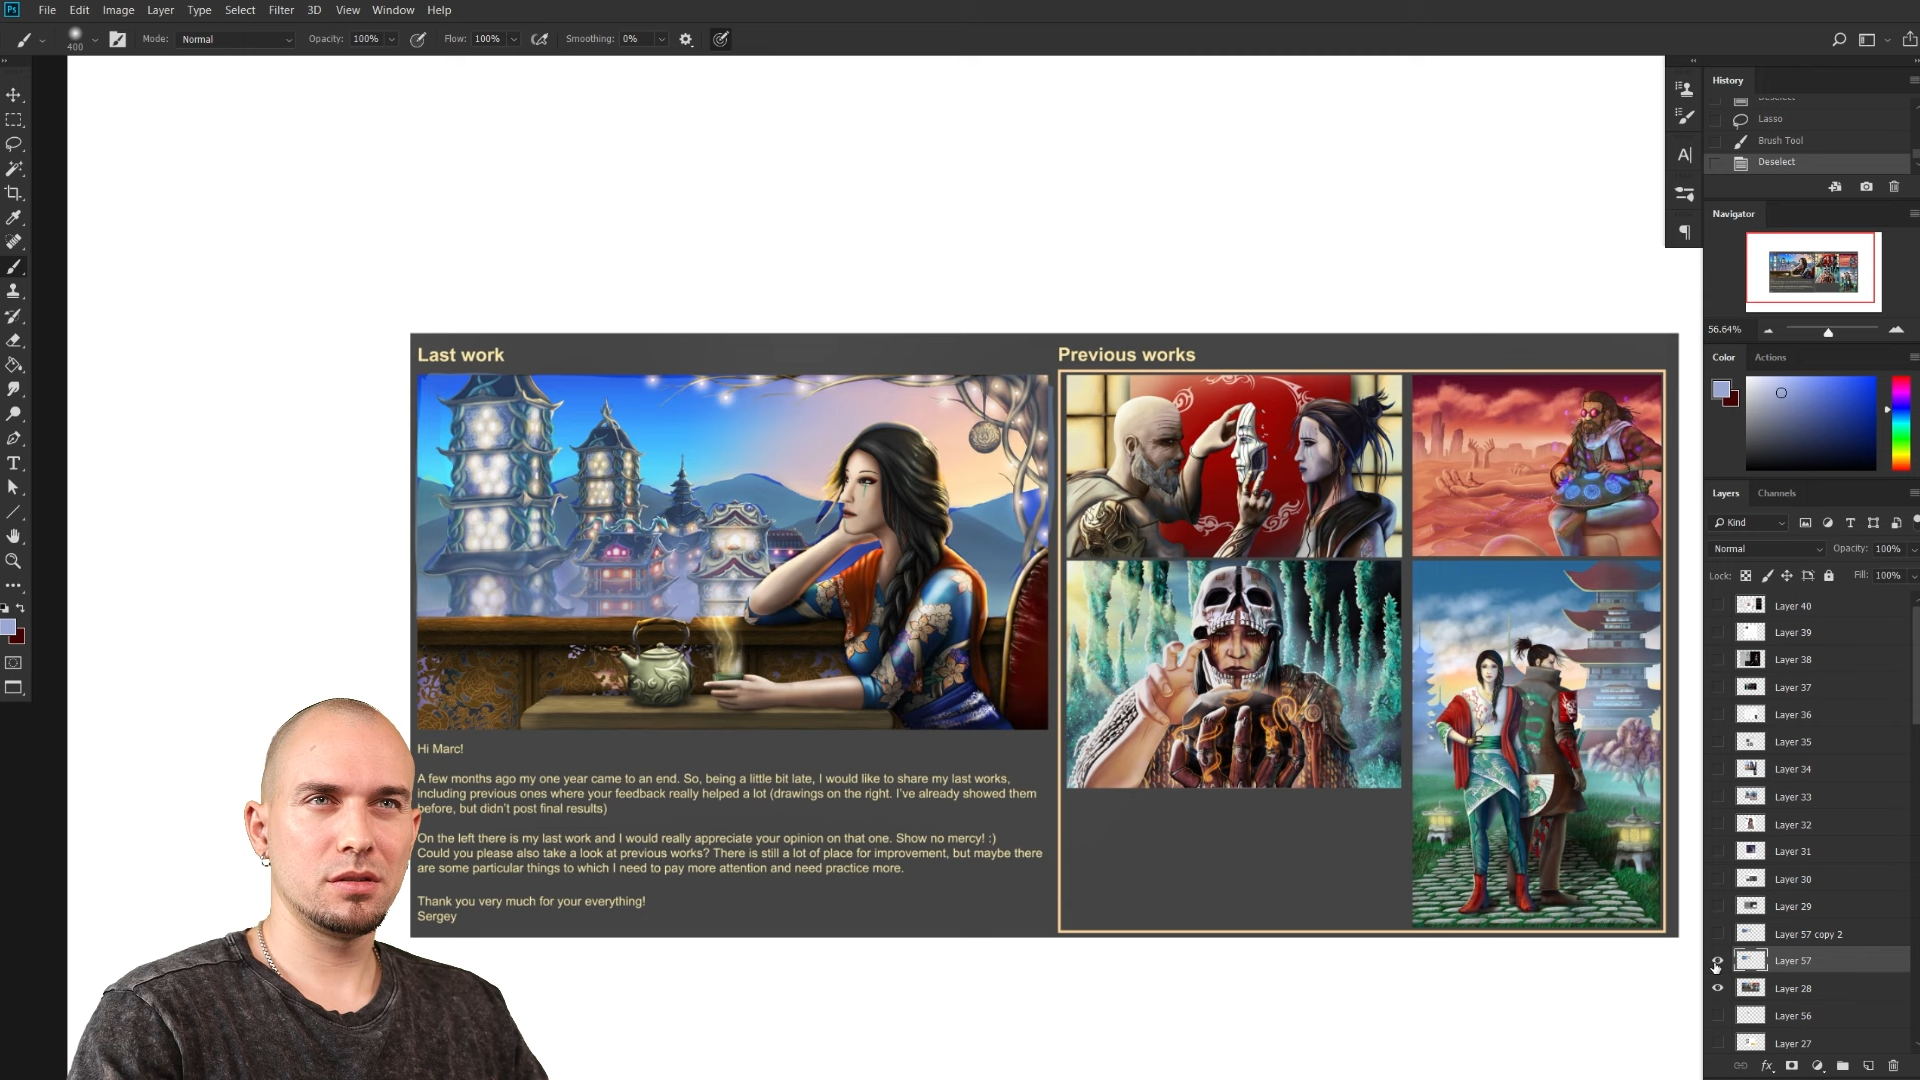 Ps File Edit Image Layer Type Select Filter 3D View Window Help
400 Mode: Normal Opacity: 100% Flow: 100% Smoothing: 0%
History
Deselect
Lasso
Brush Tool
Deselect
Navigator
56.64%
Color Actions
Layers Channels
Kind
Normal Opacity: 100%
Lock: Fill: 100%
Layer 40
Layer 39
Layer 38
Layer 37
Layer 36
Layer 35
Layer 34
Layer 33
Layer 32
Layer 31
Layer 30
Layer 29
Layer 57 copy 2
Layer 57
Layer 28
Layer 56
Layer 27
fx
Last work
Previous works
Hi Marc!
A few months ago my one year came to an end. So, being a little bit late, I would like to share my last works,
including previous ones where your feedback really helped a lot (drawings on the right. I've already showed them
before, but didn't post final results)
On the left there is my last work and I would really appreciate your opinion on that one. Show no mercy! :)
Could you please also take a look at previous works? There is still a lot of place for improvement, but maybe there
are some particular things to which I need to pay more attention and need practice more.
Thank you very much for your everything!
Sergey